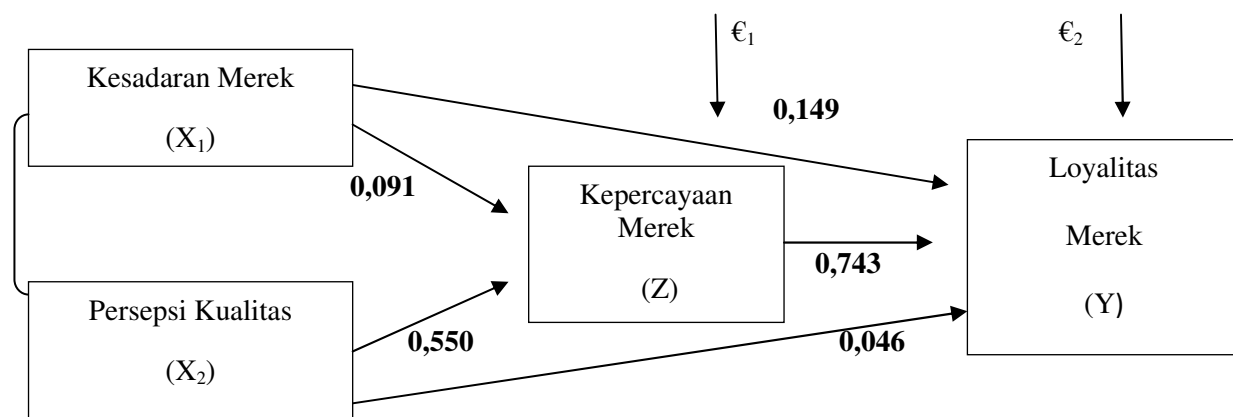 €₁
€₂
Kesadaran Merek
(X₁)
0,149
0,091
Kepercayaan
Merek
(Z)
Loyalitas
Merek
(Y)
0,743
Persepsi Kualitas
(X₂)
0,550
0,046